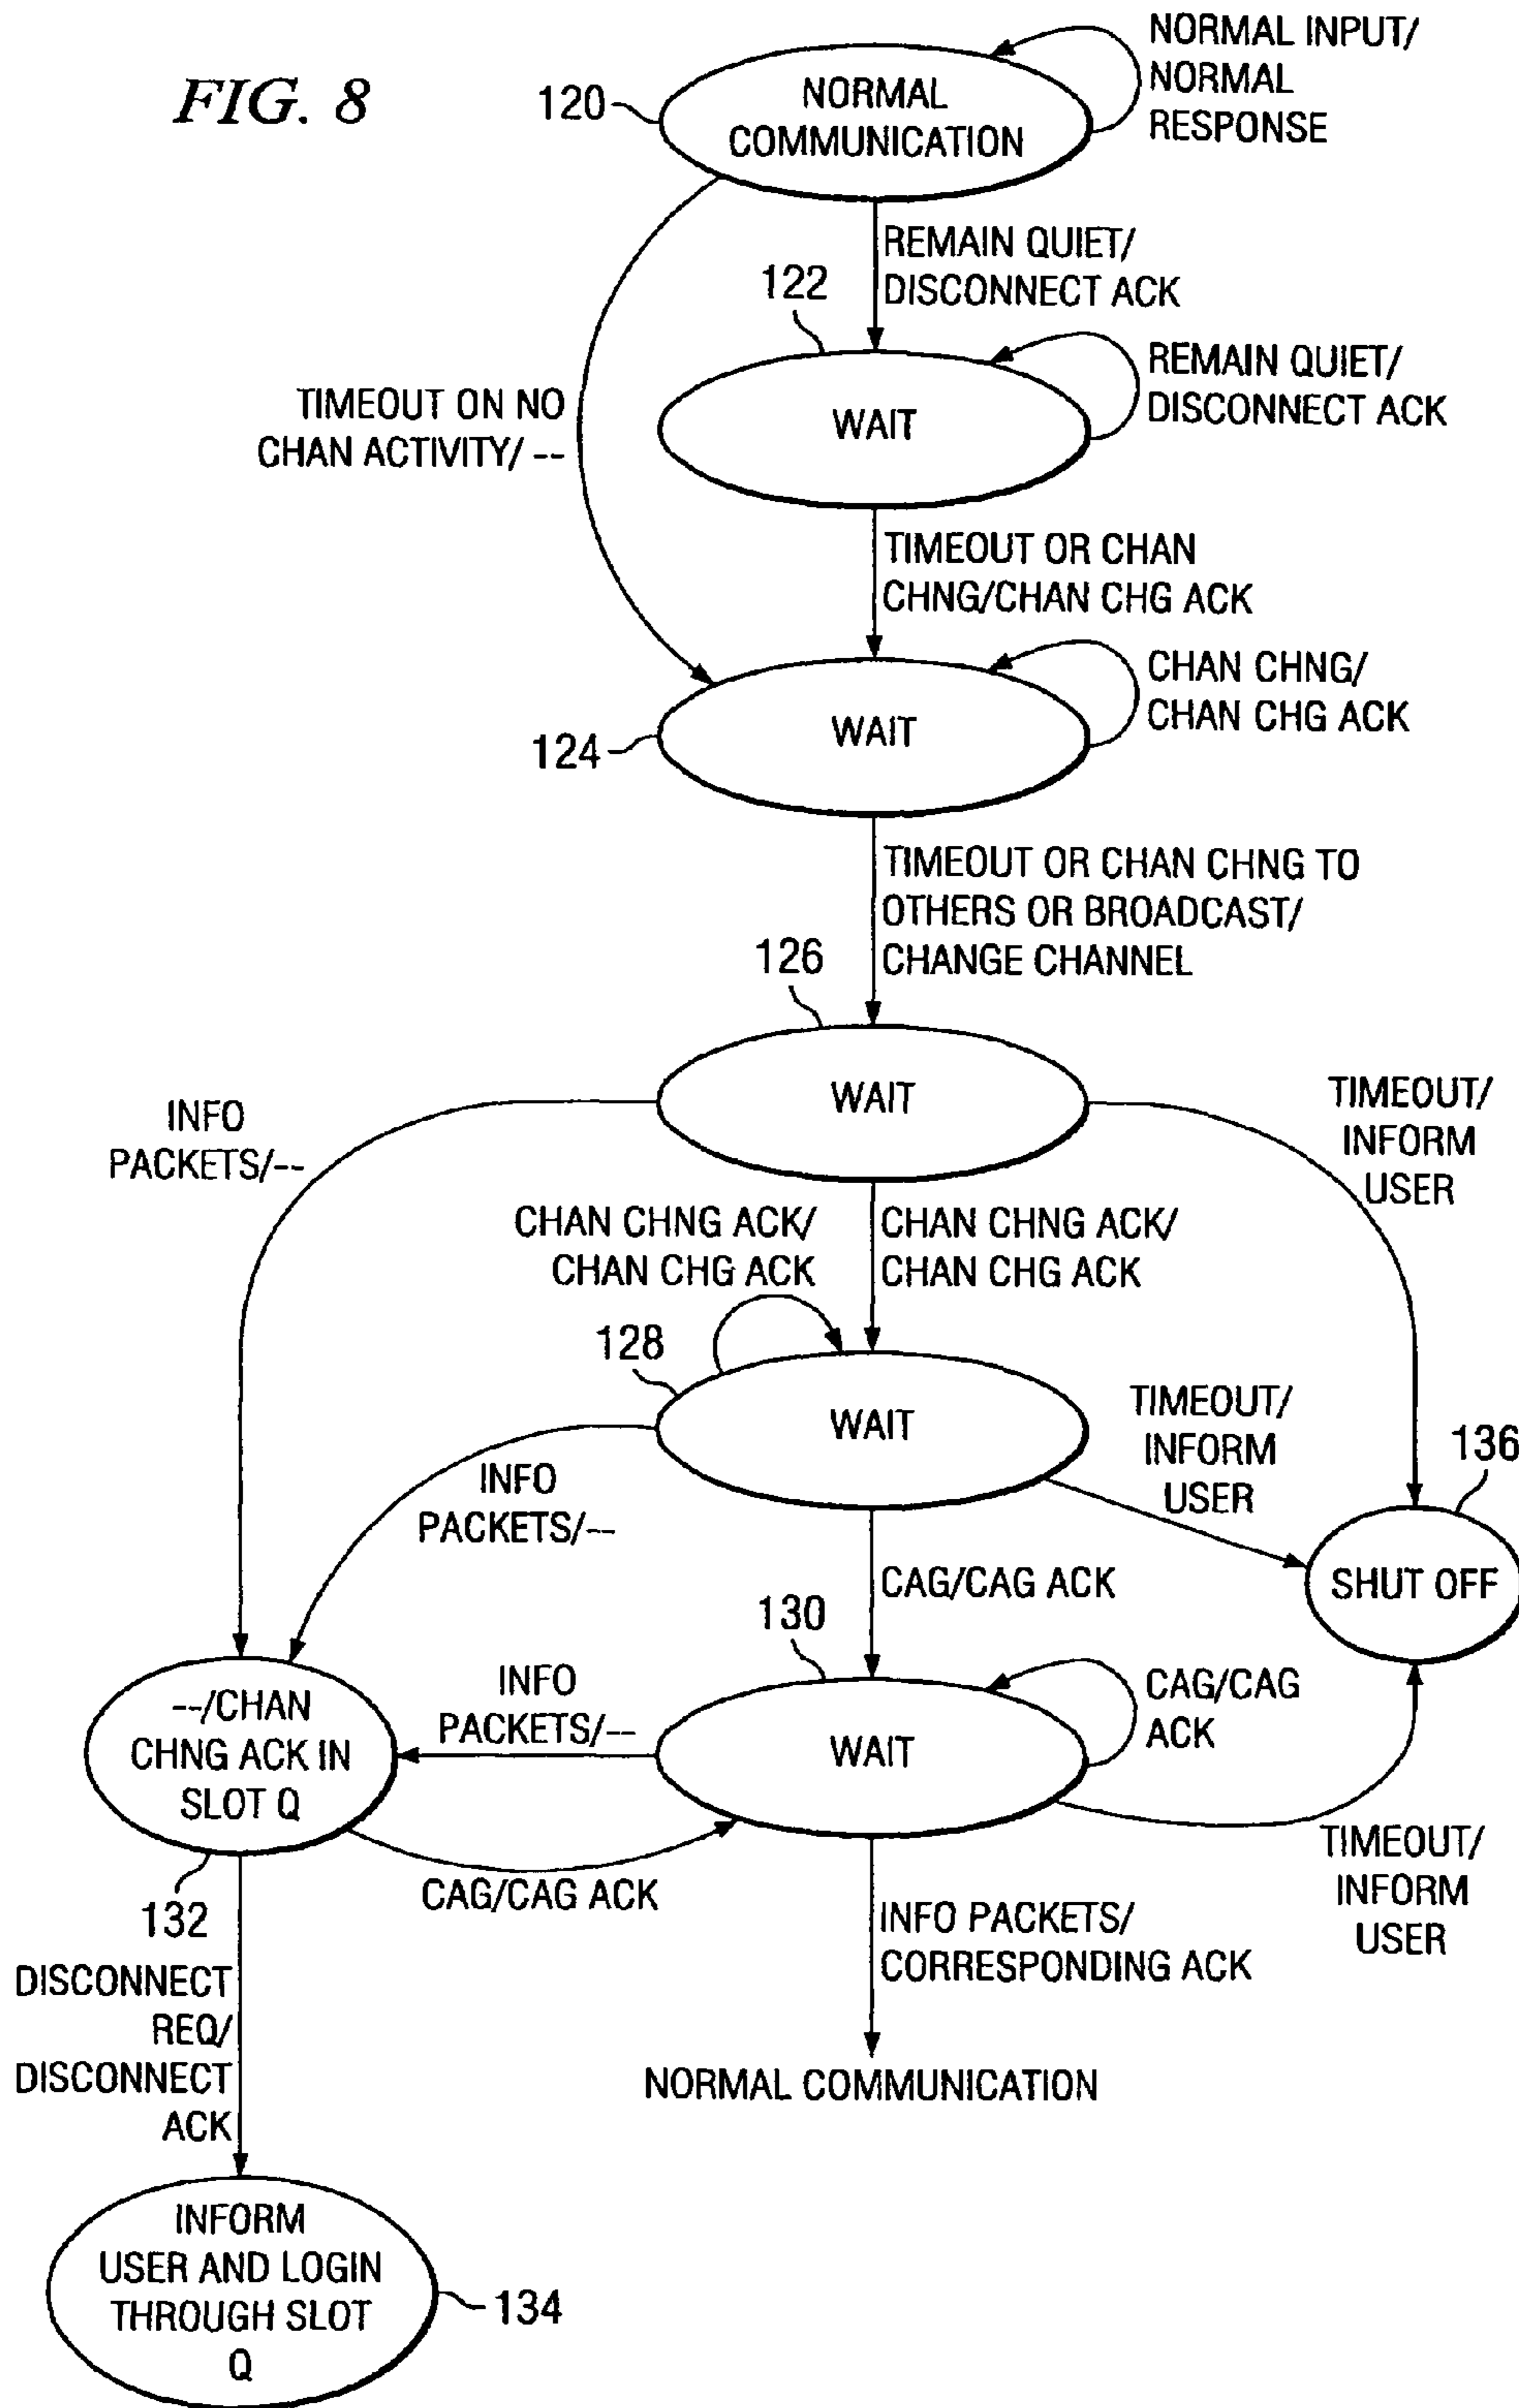 FIG. 8
120
NORMAL
COMMUNICATION
NORMAL INPUT/
NORMAL
RESPONSE
REMAIN QUIET/
DISCONNECT ACK
122
WAIT
REMAIN QUIET/
DISCONNECT ACK
TIMEOUT ON NO
CHAN ACTIVITY/ --
TIMEOUT OR CHAN
CHNG/CHAN CHG ACK
124
WAIT
CHAN CHNG/
CHAN CHG ACK
TIMEOUT OR CHAN CHNG TO
OTHERS OR BROADCAST/
CHANGE CHANNEL
126
WAIT
INFO
PACKETS/--
TIMEOUT/
INFORM
USER
CHAN CHNG ACK/
CHAN CHG ACK
CHAN CHNG ACK/
CHAN CHG ACK
128
WAIT
INFO
PACKETS/--
TIMEOUT/
INFORM
USER
136
SHUT OFF
CAG/CAG ACK
130
WAIT
CAG/CAG
ACK
INFO
PACKETS/--
--/CHAN
CHNG ACK IN
SLOT Q
132
CAG/CAG ACK
TIMEOUT/
INFORM
USER
INFO PACKETS/
CORRESPONDING ACK
NORMAL COMMUNICATION
DISCONNECT
REQ/
DISCONNECT
ACK
INFORM
USER AND LOGIN
THROUGH SLOT
Q
134